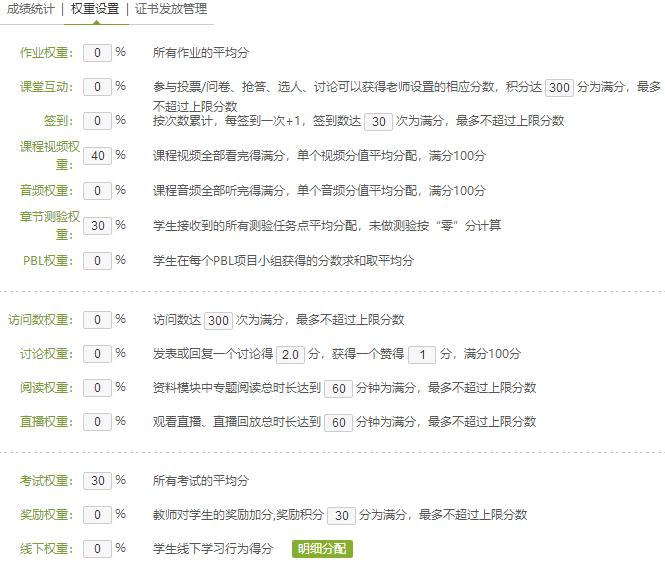 成绩统计 | 权重设置 | 证书发放管理
作业权重： 0 % 所有作业的平均分
课堂互动： 0 % 参与投票/问卷、抢答、选人、讨论可以获得老师设置的相应分数，积分达 300 分为满分，最多
不超过上限分数
签到： 0 % 按次数累计，每签到一次+1，签到数达 30 次为满分，最多不超过上限分数
课程视频权
重： 40 % 课程视频全部看完得满分，单个视频分值平均分配，满分100分
音频权重： 0 % 课程音频全部听完得满分，单个音频分值平均分配，满分100分
章节测验权
重： 30 % 学生接收到的所有测验任务点平均分配，未做测验按“零”分计算
PBL权重： 0 % 学生在每个PBL项目小组获得的分数求和取平均分
访问数权重： 0 % 访问数达 300 次为满分，最多不超过上限分数
讨论权重： 0 % 发表或回复一个讨论得 2.0 分，获得一个赞得 1 分，满分100分
阅读权重： 0 % 资料模块中专题阅读总时长达到 60 分钟为满分，最多不超过上限分数
直播权重： 0 % 观看直播、直播回放总时长达到 60 分钟为满分，最多不超过上限分数
考试权重： 30 % 所有考试的平均分
奖励权重： 0 % 教师对学生的奖励加分,奖励积分 30 分为满分，最多不超过上限分数
线下权重： 0 % 学生线下学习行为得分 明细分配